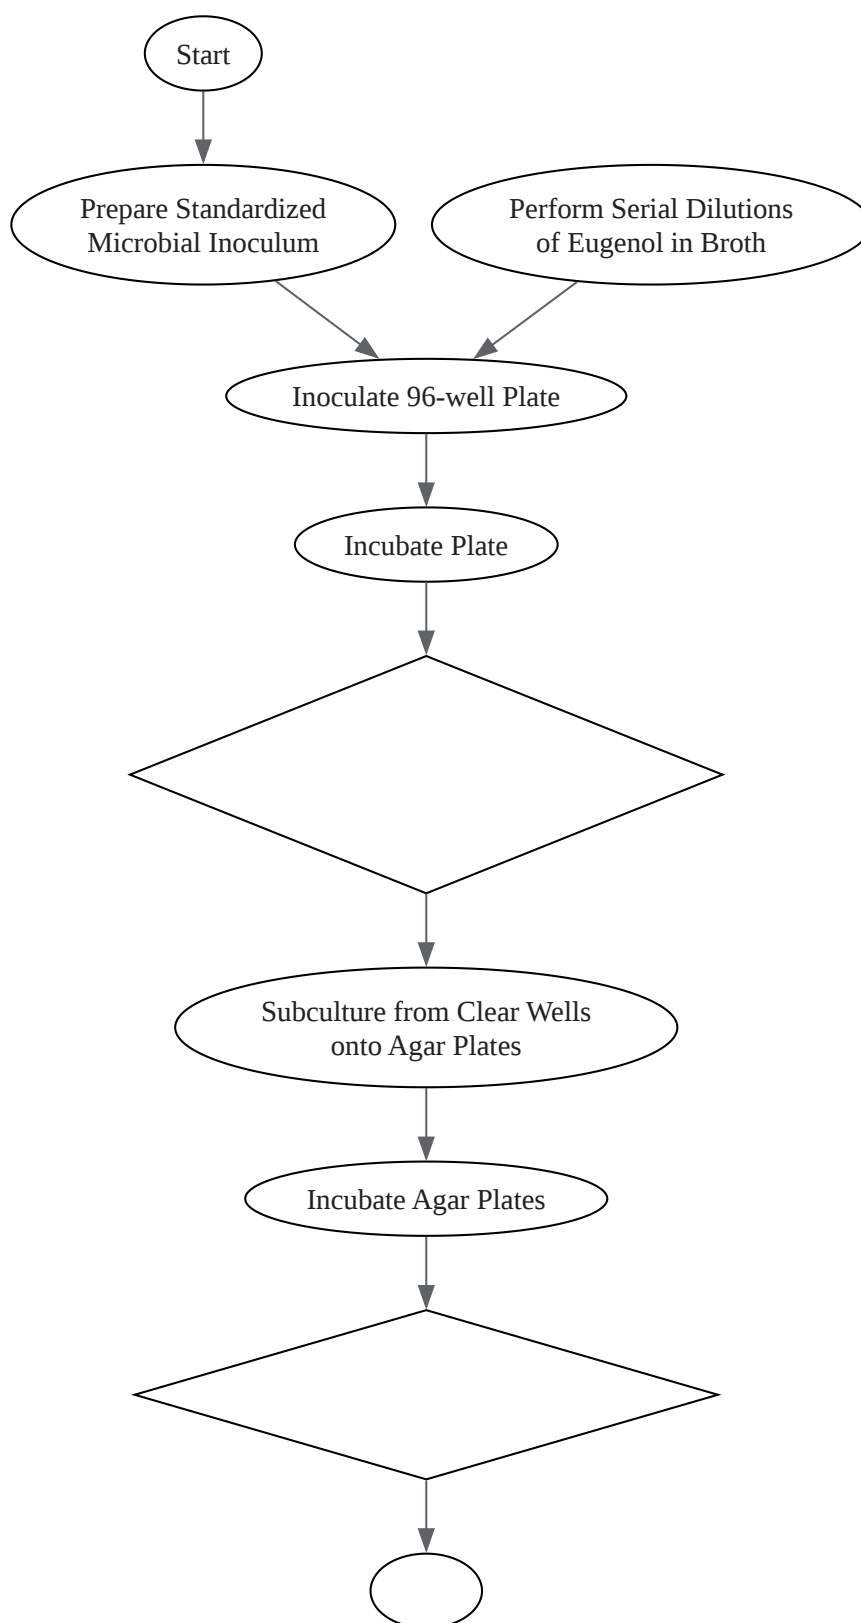 Start
Prepare Standardized
Microbial Inoculum
Perform Serial Dilutions
of Eugenol in Broth
Inoculate 96-well Plate
Incubate Plate
Subculture from Clear Wells
onto Agar Plates
Incubate Agar Plates